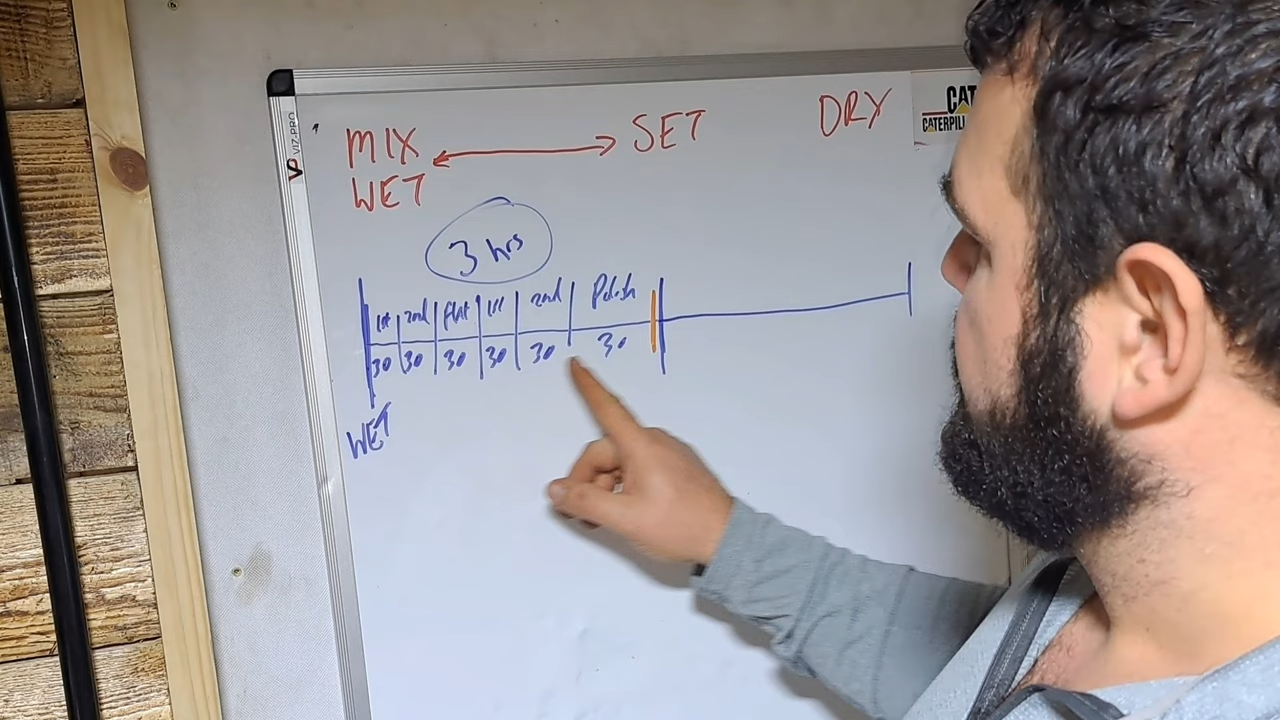 VIZ-PRO
MIX
WET
SET
DRY
CAT
CATERPIL
3 hrs
1st 2nd flat 1st 2nd Polish
30 30 30 30 30 30
WET